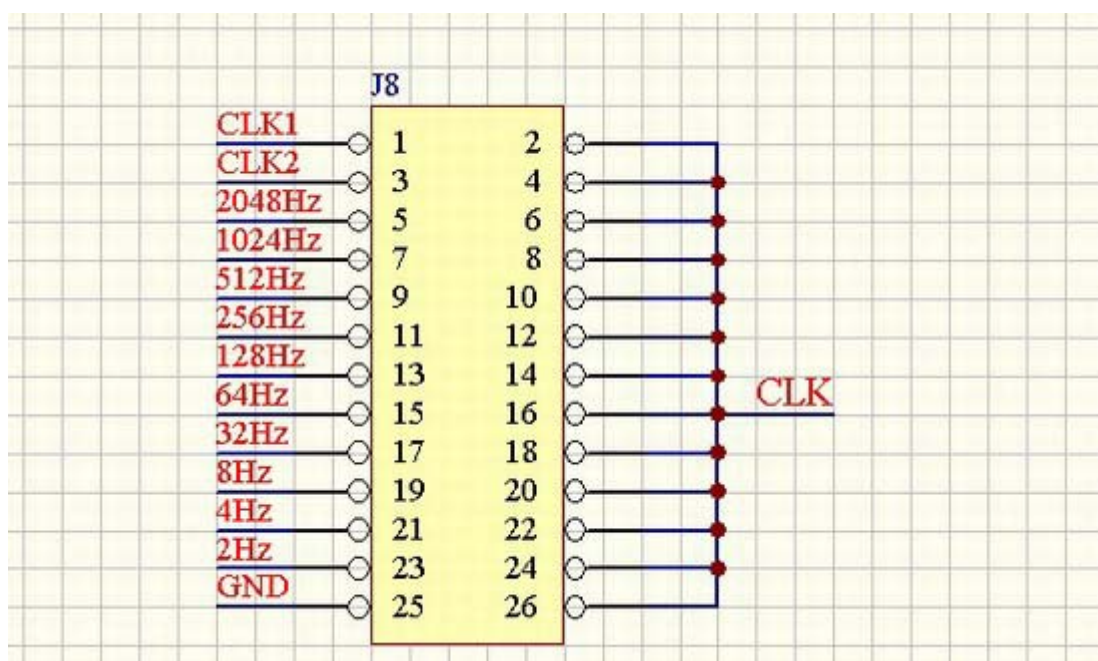 J8
CLK1 1 2
CLK2 3 4
2048Hz 5 6
1024Hz 7 8
512Hz 9 10
256Hz 11 12
128Hz 13 14
64Hz 15 16 CLK
32Hz 17 18
8Hz 19 20
4Hz 21 22
2Hz 23 24
GND 25 26